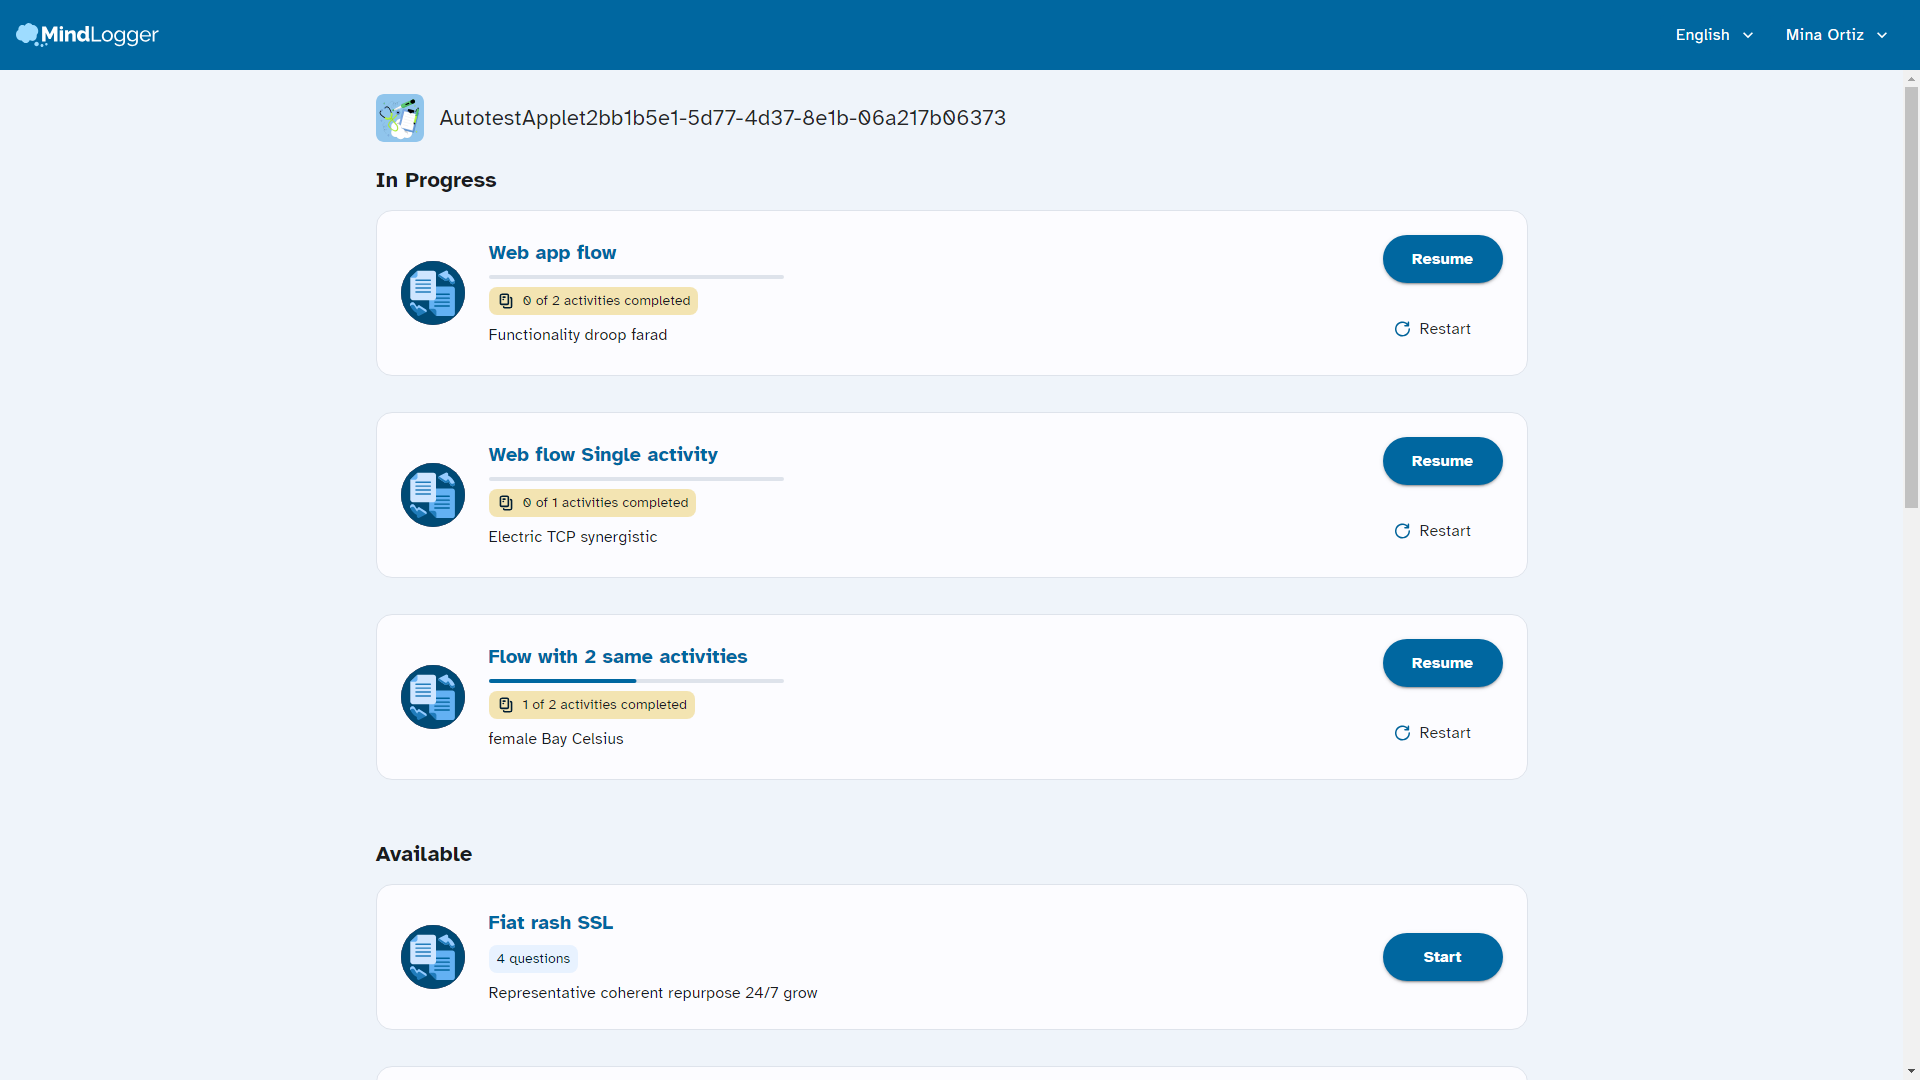 MindLogger
English
Mina Ortiz
AutotestApplet2bb1b5e1-5d77-4d37-8e1b-06a217b06373
In Progress
Web app flow
0 of 2 activities completed
Functionality droop farad
Resume
Restart
Web flow Single activity
0 of 1 activities completed
Electric TCP synergistic
Resume
Restart
Flow with 2 same activities
1 of 2 activities completed
female Bay Celsius
Resume
Restart
Available
Fiat rash SSL
4 questions
Representative coherent repurpose 24/7 grow
Start